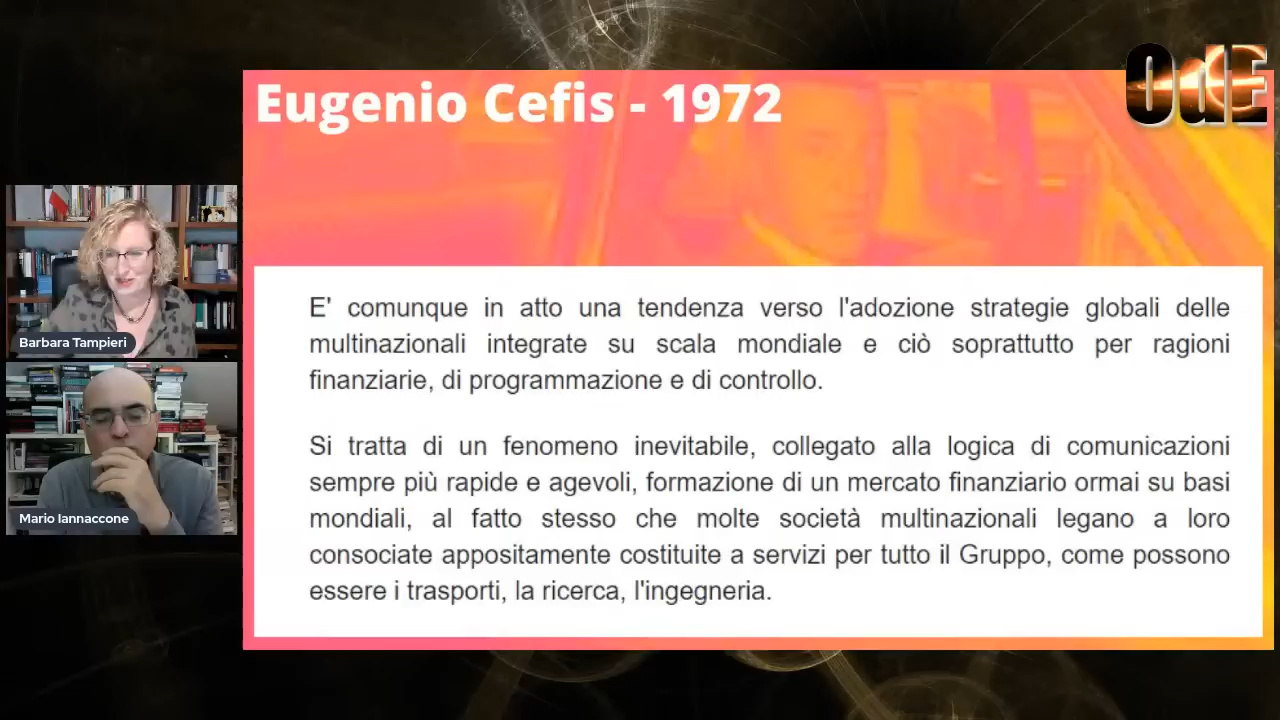 OdE
Eugenio Cefis - 1972
Barbara Tampieri
Mario Iannaccone
E' comunque in atto una tendenza verso l'adozione strategie globali delle
multinazionali integrate su scala mondiale e ciò soprattutto per ragioni
finanziarie, di programmazione e di controllo.
Si tratta di un fenomeno inevitabile, collegato alla logica di comunicazioni
sempre più rapide e agevoli, formazione di un mercato finanziario ormai su basi
mondiali, al fatto stesso che molte società multinazionali legano a loro
consociate appositamente costituite a servizi per tutto il Gruppo, come possono
essere i trasporti, la ricerca, l'ingegneria.